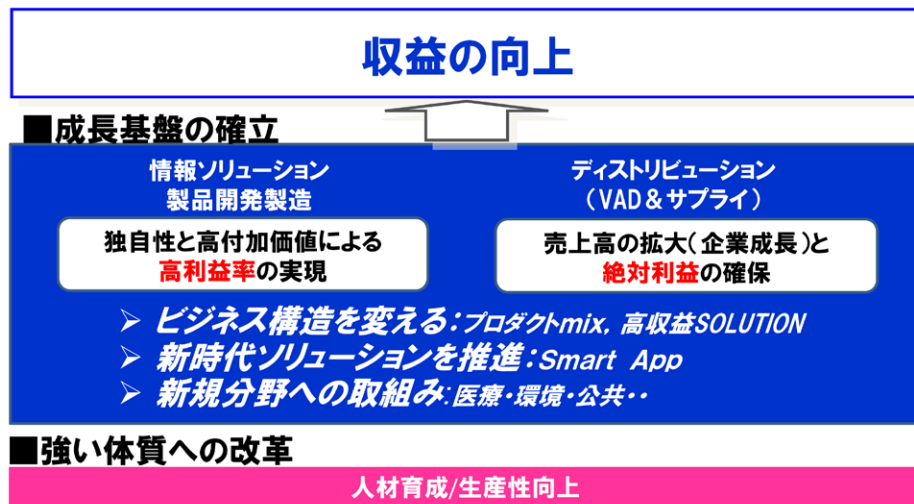 収益の向上
■成長基盤の確立
情報ソリューション
製品開発製造
独自性と高付加価値による
高利益率の実現
ディストリビューション
(VAD&サプライ)
売上高の拡大(企業成長)と
絶対利益の確保
➢ ビジネス構造を変える:プロダクトmix, 高収益SOLUTION
➢ 新時代ソリューションを推進:Smart App
➢ 新規分野への取組み:医療・環境・公共・・
■強い体質への改革
人材育成/生産性向上